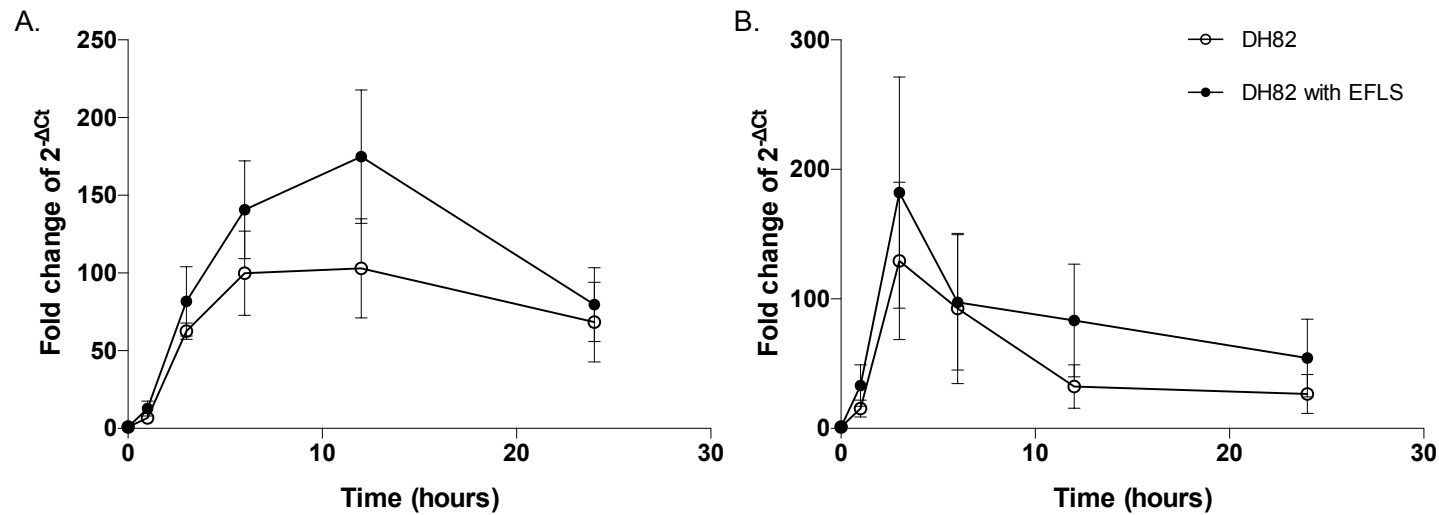 A.
250
200
150
100
50
0
0 10 20 30
Fold change of 2^-ΔCt
Time (hours)
B.
300
200
100
0
0 10 20 30
Fold change of 2^-ΔCt
Time (hours)
DH82
DH82 with EFLS